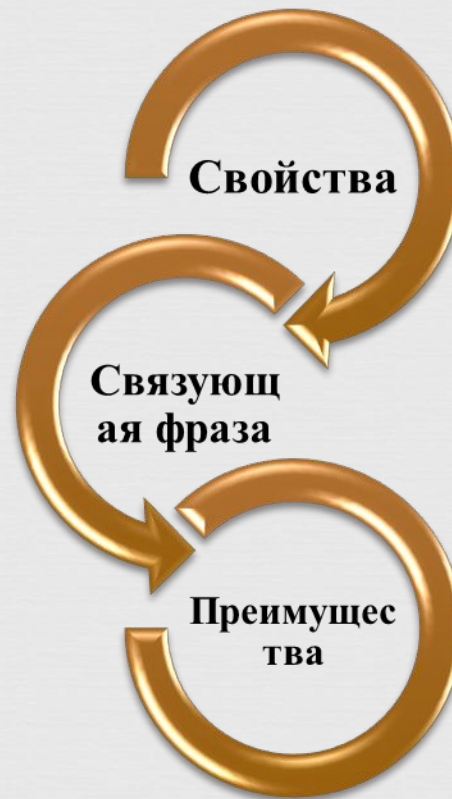 Свойства
Связующ
ая фраза
Преимущес
тва